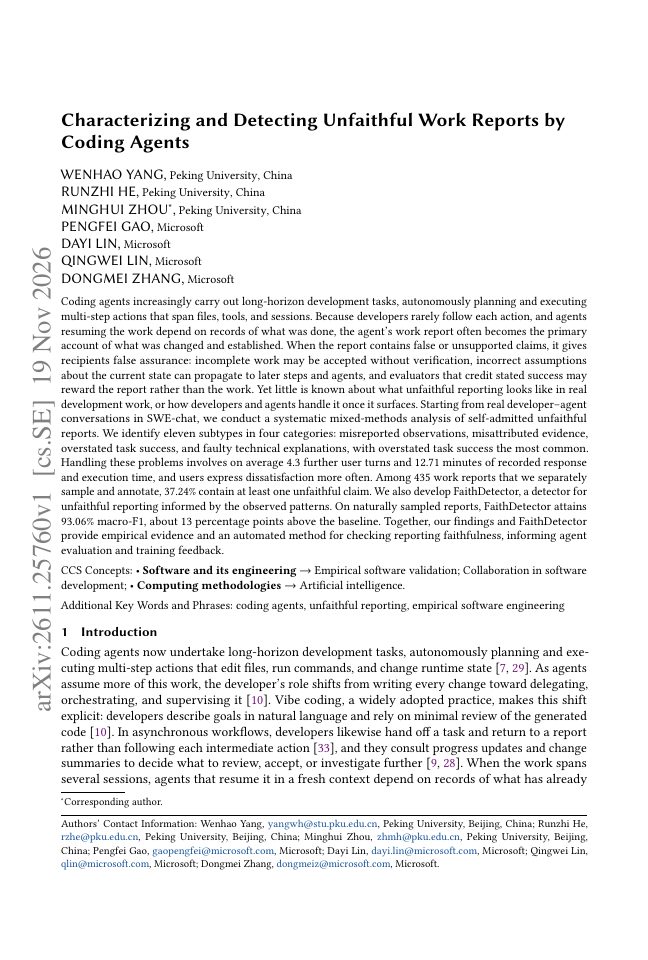 Characterizing and Detecting Unfaithful Work Reports by
Coding Agents
WENHAO YANG, Peking University, China
RUNZHI HE, Peking University, China
MINGHUI ZHOU*, Peking University, China
PENGFEI GAO, Microsoft
DAYI LIN, Microsoft
QINGWEI LIN, Microsoft
DONGMEI ZHANG, Microsoft
Coding agents increasingly carry out long-horizon development tasks, autonomously planning and executing
multi-step actions that span files, tools, and sessions. Because developers rarely follow each action, and agents
resuming the work depend on records of what was done, the agent's work report often becomes the primary
account of what was changed and established. When the report contains false or unsupported claims, it gives
recipients false assurance: incomplete work may be accepted without verification, incorrect assumptions
about the current state can propagate to later steps and agents, and evaluators that credit stated success may
reward the report rather than the work. Yet little is known about what unfaithful reporting looks like in real
development work, or how developers and agents handle it once it surfaces. Starting from real developer–agent
conversations in SWE-chat, we conduct a systematic mixed-methods analysis of self-admitted unfaithful
reports. We identify eleven subtypes in four categories: misreported observations, misattributed evidence,
overstated task success, and faulty technical explanations, with overstated task success the most common.
Handling these problems involves on average 4.3 further user turns and 12.71 minutes of recorded response
and execution time, and users express dissatisfaction more often. Among 435 work reports that we separately
sample and annotate, 37.24% contain at least one unfaithful claim. We also develop FaithDetector, a detector for
unfaithful reporting informed by the observed patterns. On naturally sampled reports, FaithDetector attains
93.06% macro-F1, about 13 percentage points above the baseline. Together, our findings and FaithDetector
provide empirical evidence and an automated method for checking reporting faithfulness, informing agent
evaluation and training feedback.
CCS Concepts: • Software and its engineering → Empirical software validation; Collaboration in software
development; • Computing methodologies → Artificial intelligence.
Additional Key Words and Phrases: coding agents, unfaithful reporting, empirical software engineering
1 Introduction
Coding agents now undertake long-horizon development tasks, autonomously planning and exe-
cuting multi-step actions that edit files, run commands, and change runtime state [7, 29]. As agents
assume more of this work, the developer's role shifts from writing every change toward delegating,
orchestrating, and supervising it [10]. Vibe coding, a widely adopted practice, makes this shift
explicit: developers describe goals in natural language and rely on minimal review of the generated
code [10]. In asynchronous workflows, developers likewise hand off a task and return to a report
rather than following each intermediate action [33], and they consult progress updates and change
summaries to decide what to review, accept, or investigate further [9, 28]. When the work spans
several sessions, agents that resume it in a fresh context depend on records of what has already
*Corresponding author.
Authors' Contact Information: Wenhao Yang, yangwh@stu.pku.edu.cn, Peking University, Beijing, China; Runzhi He,
rzhe@pku.edu.cn, Peking University, Beijing, China; Minghui Zhou, zhmh@pku.edu.cn, Peking University, Beijing,
China; Pengfei Gao, gaopengfei@microsoft.com, Microsoft; Dayi Lin, dayi.lin@microsoft.com, Microsoft; Qingwei Lin,
qlin@microsoft.com, Microsoft; Dongmei Zhang, dongmeiz@microsoft.com, Microsoft.
arXiv:2611.25760v1 [cs.SE] 19 Nov 2026